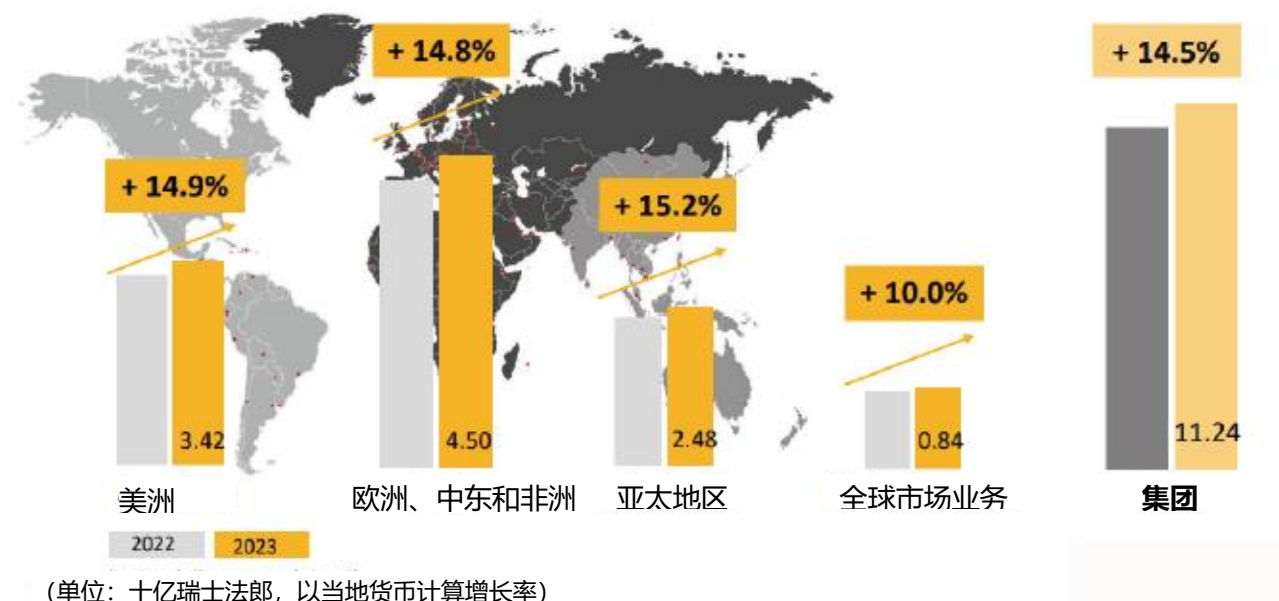 + 14.8%
+ 14.5%
+ 14.9%
+ 15.2%
+ 10.0%
3.42
4.50
2.48
0.84
11.24
美洲
欧洲、中东和非洲
亚太地区
全球市场业务
集团
2022
2023
（单位：十亿瑞士法郎，以当地货币计算增长率）